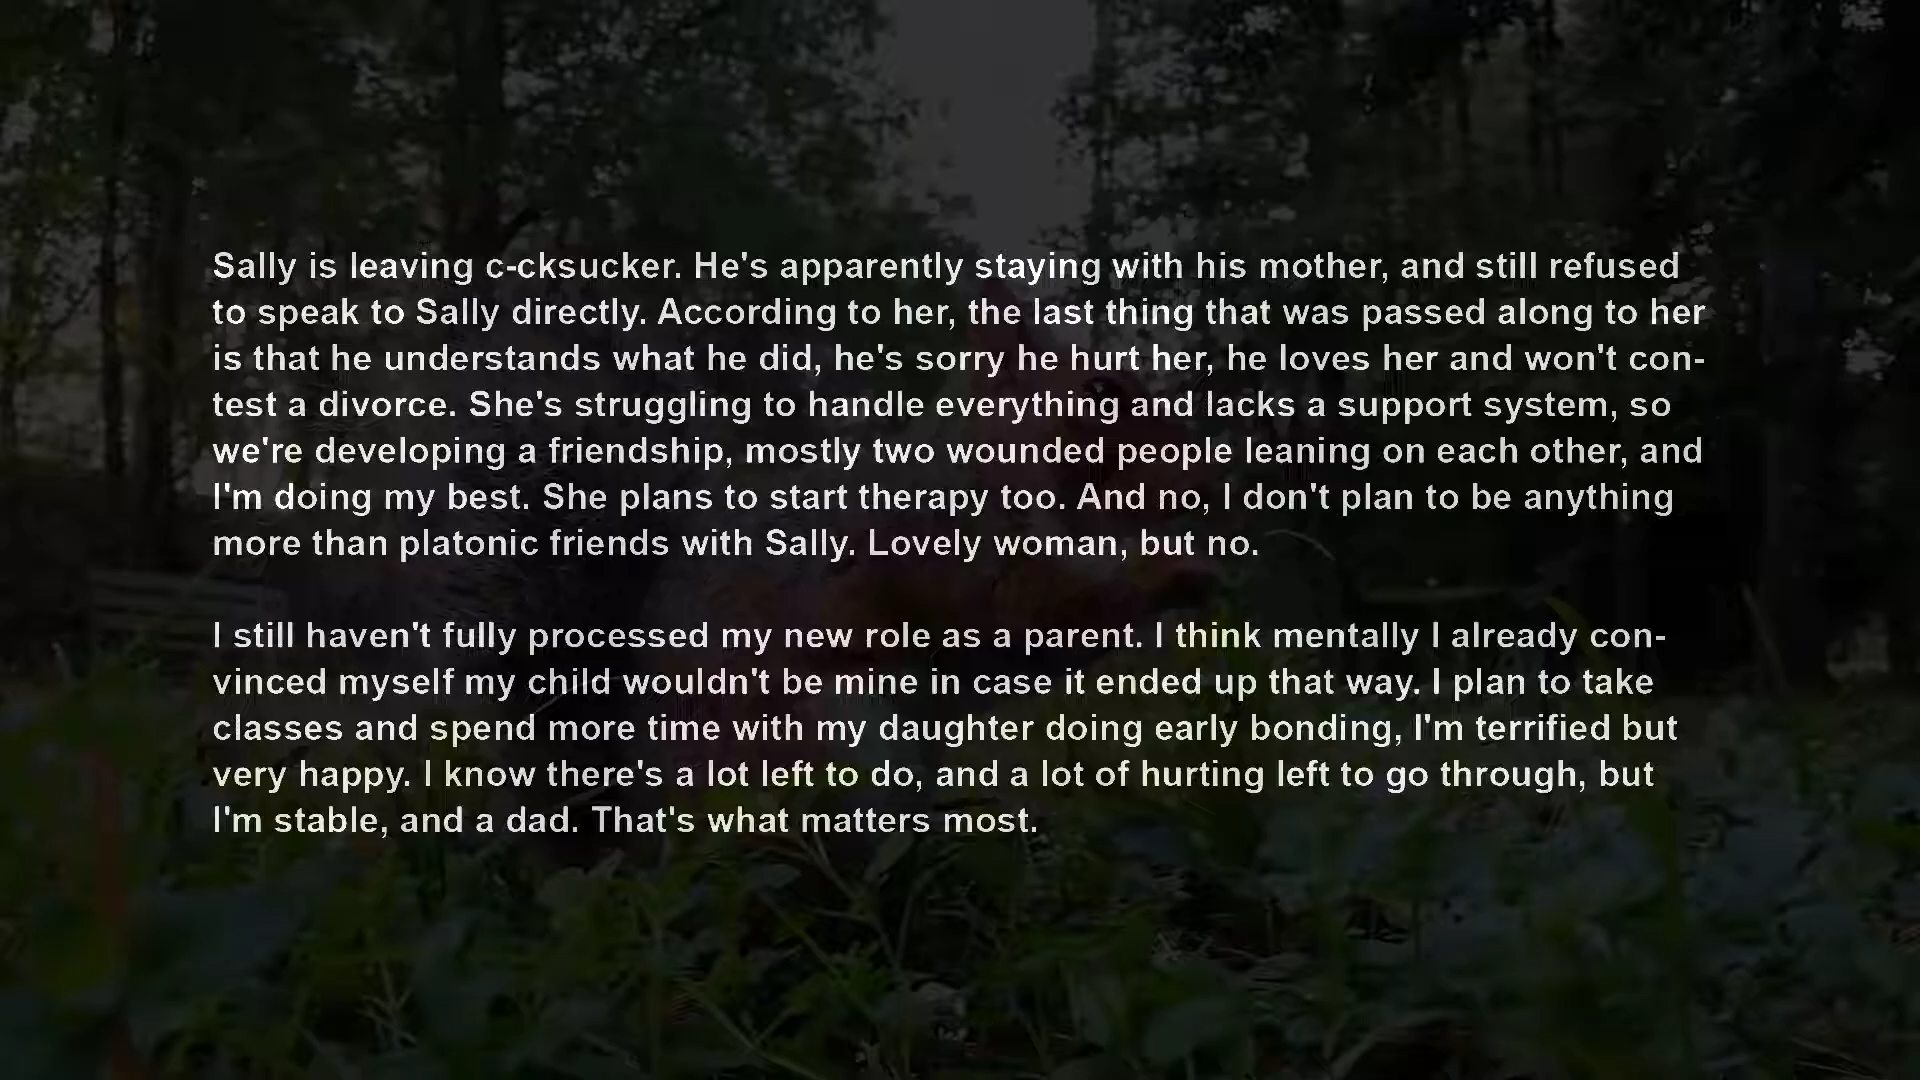 Sally is leaving c-cksucker. He's apparently staying with his mother, and still refused
to speak to Sally directly. According to her, the last thing that was passed along to her
is that he understands what he did, he's sorry he hurt her, he loves her and won't con-
test a divorce. She's struggling to handle everything and lacks a support system, so
we're developing a friendship, mostly two wounded people leaning on each other, and
I'm doing my best. She plans to start therapy too. And no, I don't plan to be anything
more than platonic friends with Sally. Lovely woman, but no.
I still haven't fully processed my new role as a parent. I think mentally I already con-
vinced myself my child wouldn't be mine in case it ended up that way. I plan to take
classes and spend more time with my daughter doing early bonding, I'm terrified but
very happy. I know there's a lot left to do, and a lot of hurting left to go through, but
I'm stable, and a dad. That's what matters most.